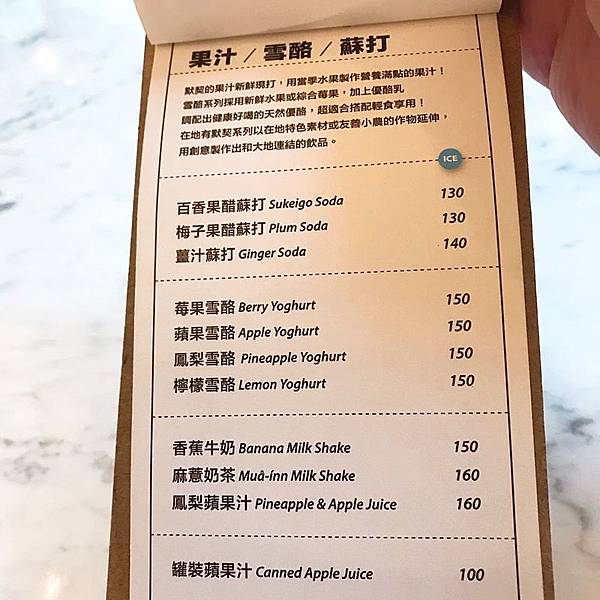 果汁 / 雪酪 / 蘇打
默契的果汁新鮮現打，用當季水果製作營養滿點的果汁！
雪酪系列採用新鮮水果或綜合莓果，加上優酪乳
調配出健康好喝的天然優酪，超適合搭配輕食享用！
在地有默契系列以在地特色素材或友善小農的作物延伸，
用創意製作出和大地連結的飲品。
ICE
百香果醋蘇打 Sukeigo Soda 130
梅子果醋蘇打 Plum Soda 130
薑汁蘇打 Ginger Soda 140
莓果雪酪 Berry Yoghurt 150
蘋果雪酪 Apple Yoghurt 150
鳳梨雪酪 Pineapple Yoghurt 150
檸檬雪酪 Lemon Yoghurt 150
香蕉牛奶 Banana Milk Shake 150
麻薏奶茶 Muâ-ínn Milk Shake 160
鳳梨蘋果汁 Pineapple & Apple Juice 160
罐裝蘋果汁 Canned Apple Juice 100